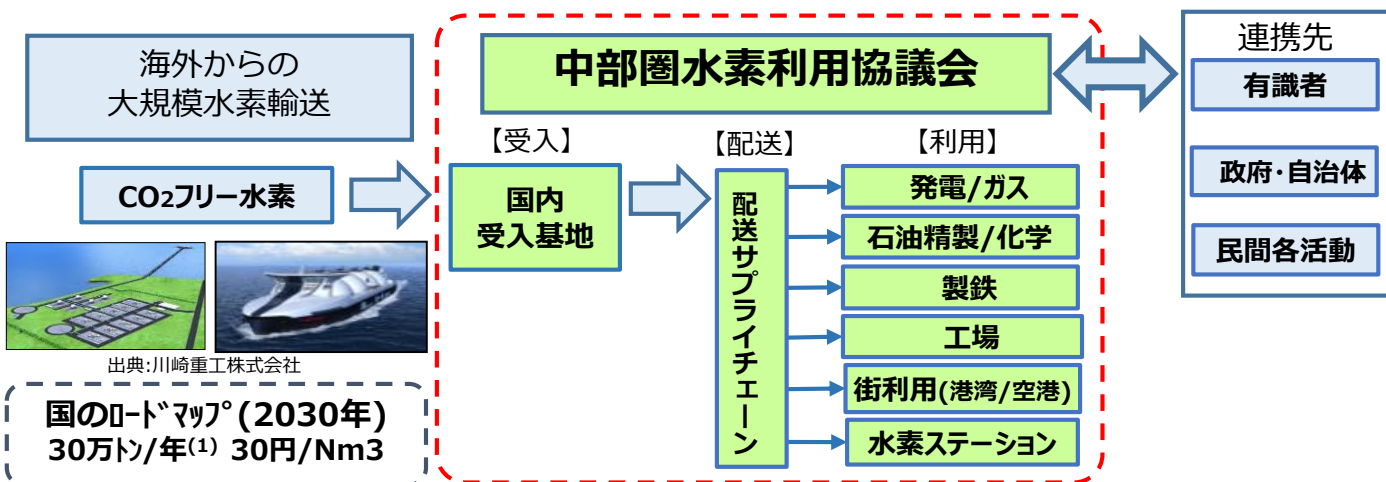 海外からの
大規模水素輸送
CO2フリー水素
出典:川崎重工株式会社
国のﾛｰﾄﾞﾏｯﾌﾟ(2030年)
30万トン/年(1) 30円/Nm3
中部圏水素利用協議会
【受入】
【配送】
【利用】
国内
受入基地
配送サプライチェーン
発電/ガス
石油精製/化学
製鉄
工場
街利用(港湾/空港)
水素ステーション
連携先
有識者
政府・自治体
民間各活動